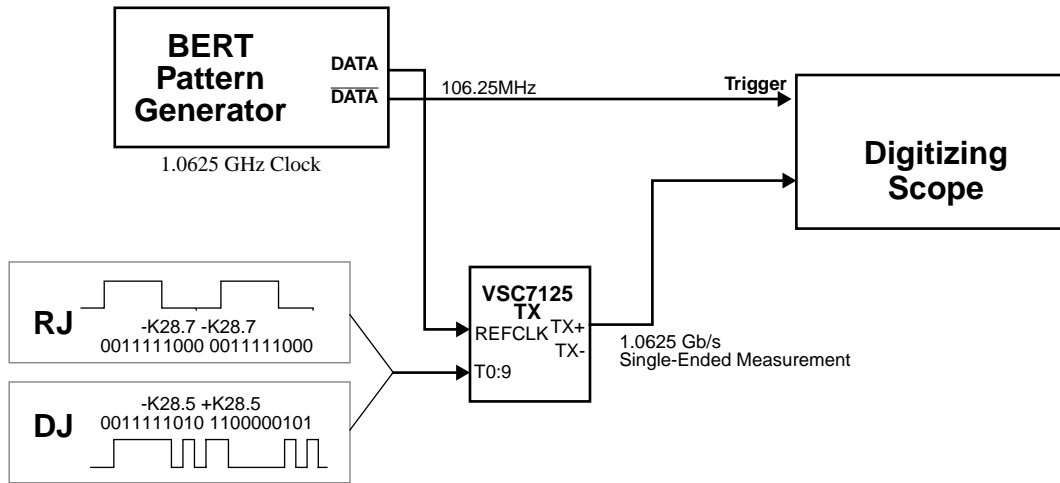 BERT
Pattern
Generator
DATA
DATA
1.0625 GHz Clock
106.25MHz
Trigger
Digitizing
Scope
RJ
-K28.7 -K28.7
0011111000 0011111000
DJ
-K28.5 +K28.5
0011111010 1100000101
VSC7125
TX
REFCLK
TX+
TX-
T0:9
1.0625 Gb/s
Single-Ended Measurement